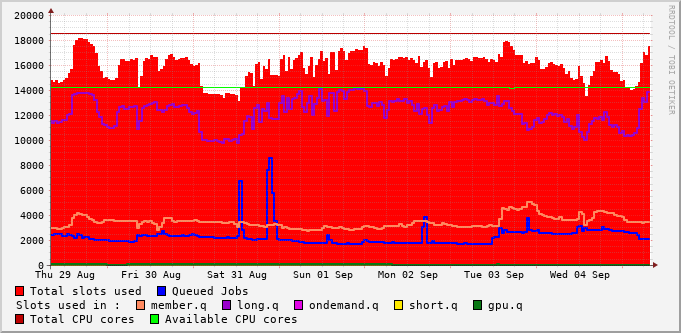 20000
18000
16000
14000
12000
10000
8000
6000
4000
2000
0
Thu 29 Aug Fri 30 Aug Sat 31 Aug Sun 01 Sep Mon 02 Sep Tue 03 Sep Wed 04 Sep
Total slots used Queued Jobs
Slots used in : member.q long.q ondemand.q short.q gpu.q
Total CPU cores Available CPU cores
RRDTOOL / TOBI OETIKER